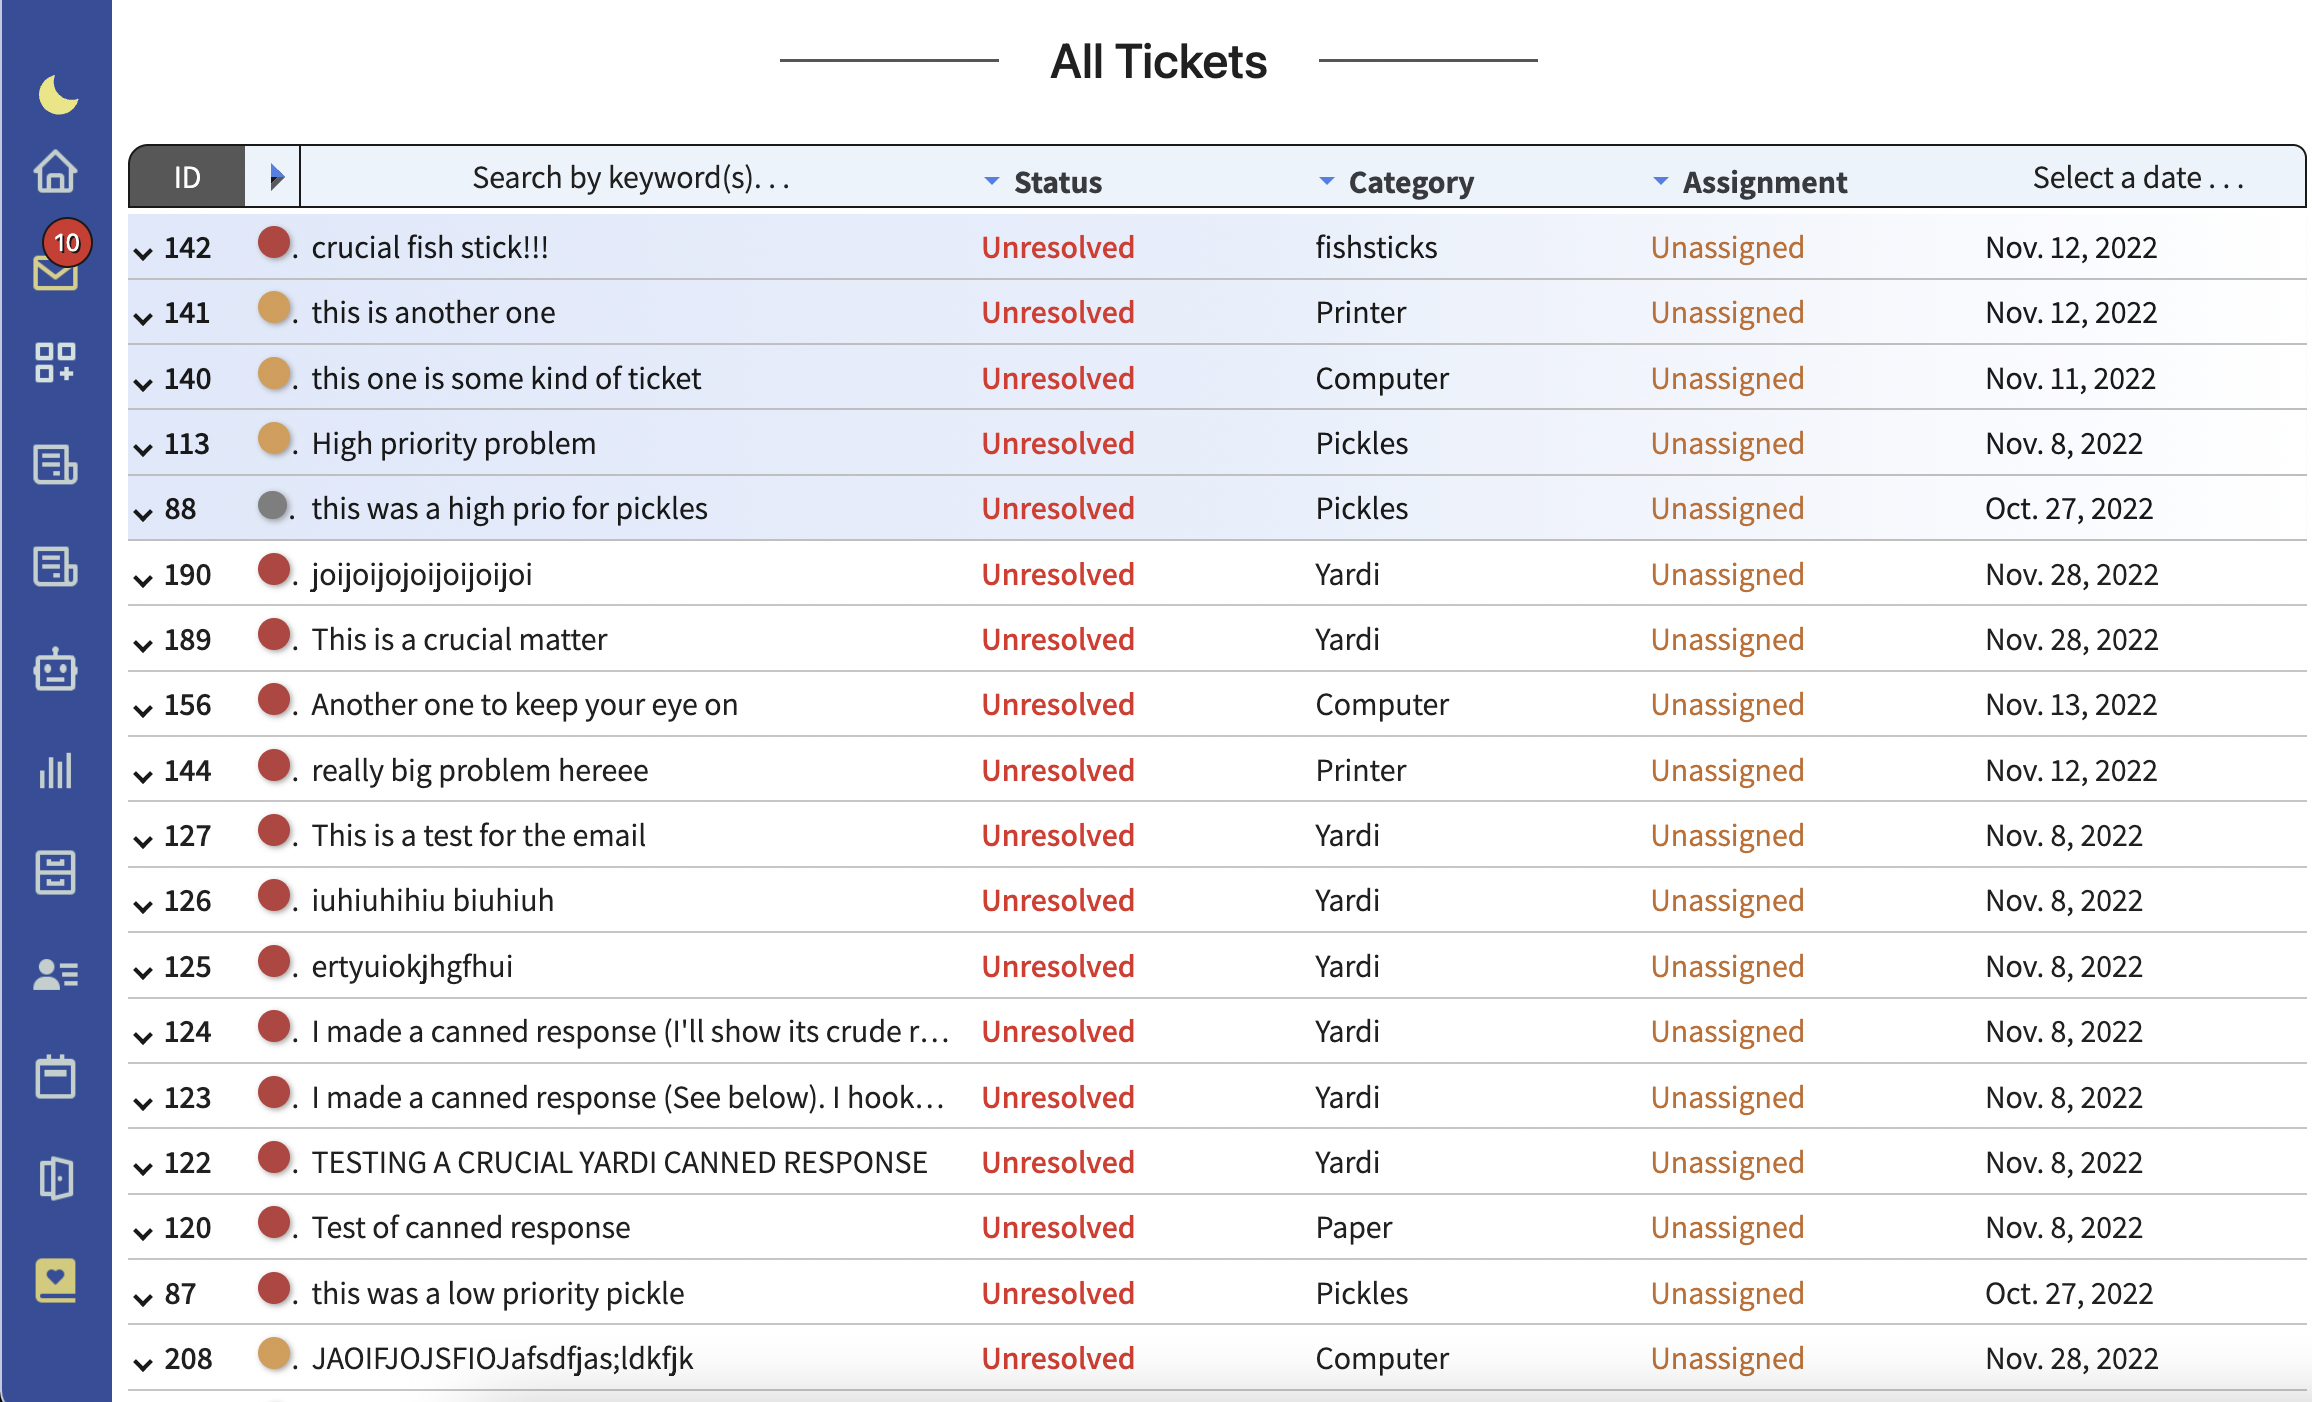 All Tickets
10
ID Search by keyword(s)... Status Category Assignment Select a date ...
142 . crucial fish stick!!! Unresolved fishsticks Unassigned Nov. 12, 2022
141 . this is another one Unresolved Printer Unassigned Nov. 12, 2022
140 . this one is some kind of ticket Unresolved Computer Unassigned Nov. 11, 2022
113 . High priority problem Unresolved Pickles Unassigned Nov. 8, 2022
88 . this was a high prio for pickles Unresolved Pickles Unassigned Oct. 27, 2022
190 . joijoijojoijoijoijoi Unresolved Yardi Unassigned Nov. 28, 2022
189 . This is a crucial matter Unresolved Yardi Unassigned Nov. 28, 2022
156 . Another one to keep your eye on Unresolved Computer Unassigned Nov. 13, 2022
144 . really big problem hereee Unresolved Printer Unassigned Nov. 12, 2022
127 . This is a test for the email Unresolved Yardi Unassigned Nov. 8, 2022
126 . iuhiuhihiu biuhiuh Unresolved Yardi Unassigned Nov. 8, 2022
125 . ertyuiokjhgfhui Unresolved Yardi Unassigned Nov. 8, 2022
124 . I made a canned response (I'll show its crude r... Unresolved Yardi Unassigned Nov. 8, 2022
123 . I made a canned response (See below). I hook... Unresolved Yardi Unassigned Nov. 8, 2022
122 . TESTING A CRUCIAL YARDI CANNED RESPONSE Unresolved Yardi Unassigned Nov. 8, 2022
120 . Test of canned response Unresolved Paper Unassigned Nov. 8, 2022
87 . this was a low priority pickle Unresolved Pickles Unassigned Oct. 27, 2022
208 . JAOIFJOJSFIOJafsdfjas;ldkfjk Unresolved Computer Unassigned Nov. 28, 2022